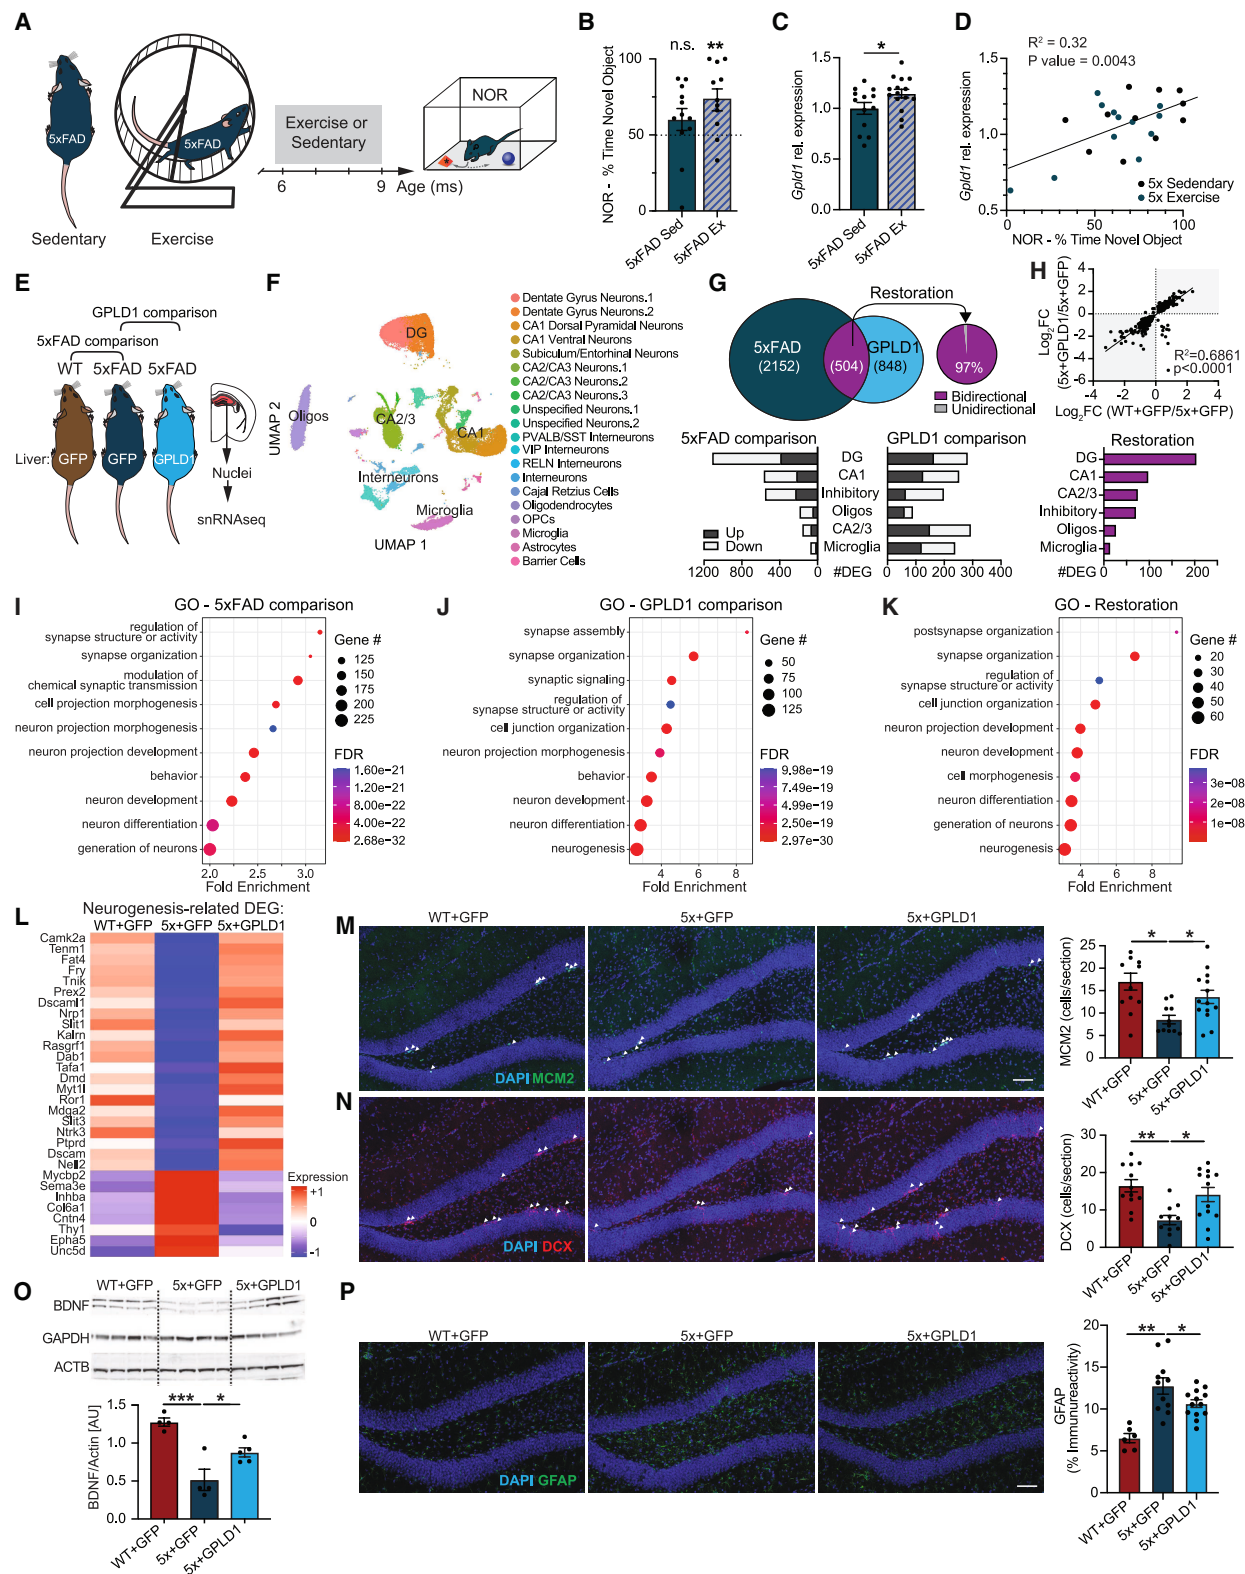 A
5xFAD
5xFAD
Sedentary
Exercise
Exercise or
Sedentary
6
9
Age (ms)
NOR
B
NOR - % Time Novel Object
100
50
0
n.s.
**
5xFAD Sed
5xFAD Ex
C
Gpld1 rel. expression
1.5
1.0
0.5
0.0
*
5xFAD Sed
5xFAD Ex
D
R² = 0.32
P value = 0.0043
Gpld1 rel. expression
1.5
1.0
0.5
5x Sedendary
5x Exercise
0
50
100
NOR - % Time Novel Object
E
GPLD1 comparison
5xFAD comparison
WT
5xFAD
5xFAD
Liver:
GFP
GFP
GPLD1
Nuclei
snRNAseq
F
DG
Oligos
CA2/3
CA1
Interneurons
Microglia
UMAP 2
UMAP 1
Dentate Gyrus Neurons.1
Dentate Gyrus Neurons.2
CA1 Dorsal Pyramidal Neurons
CA1 Ventral Neurons
Subiculum/Entorhinal Neurons
CA2/CA3 Neurons.1
CA2/CA3 Neurons.2
CA2/CA3 Neurons.3
Unspecified Neurons.1
Unspecified Neurons.2
PVALB/SST Interneurons
VIP Interneurons
RELN Interneurons
Interneurons
Cajal Retzius Cells
Oligodendrocytes
OPCs
Microglia
Astrocytes
Barrier Cells
G
Restoration
5xFAD
(2152)
(504)
GPLD1
(848)
97%
Bidirectional
Unidirectional
5xFAD comparison
GPLD1 comparison
Restoration
DG
CA1
Inhibitory
Oligos
CA2/3
Microglia
Up
Down
1200
800
400
0
#DEG
0
100
200
300
400
DG
CA1
CA2/3
Inhibitory
Oligos
Microglia
#DEG
0
100
200
H
Log₂FC
(5x+GPLD1/5x+GFP)
4
2
0
-2
-4
-6
R²=0.6861
p<0.0001
-6
-4
-2
0
2
4
Log₂FC (WT+GFP/5x+GFP)
I
GO - 5xFAD comparison
regulation of
synapse structure or activity
synapse organization
modulation of
chemical synaptic transmission
cell projection morphogenesis
neuron projection morphogenesis
neuron projection development
behavior
neuron development
neuron differentiation
generation of neurons
2.0
2.5
3.0
Fold Enrichment
Gene #
125
150
175
200
225
FDR
1.60e−21
1.20e−21
8.00e−22
4.00e−22
2.68e−32
J
GO - GPLD1 comparison
synapse assembly
synapse organization
synaptic signaling
regulation of
synapse structure or activity
cell junction organization
neuron projection morphogenesis
behavior
neuron development
neuron differentiation
neurogenesis
4
6
8
Fold Enrichment
Gene #
50
75
100
125
FDR
9.98e−19
7.49e−19
4.99e−19
2.50e−19
2.97e−30
K
GO - Restoration
postsynapse organization
synapse organization
regulation of
synapse structure or activity
cell junction organization
neuron projection development
neuron development
cell morphogenesis
neuron differentiation
generation of neurons
neurogenesis
4
6
8
Fold Enrichment
Gene #
20
30
40
50
60
FDR
3e−08
2e−08
1e−08
L
Neurogenesis-related DEG:
WT+GFP
5x+GFP
5x+GPLD1
Camk2a
Tenm1
Fat4
Fry
Tnik
Prex2
Dscaml1
Nrp1
Slit1
Kalrn
Rasgrf1
Dab1
Tafa1
Dmd
Myt1l
Ror1
Mdga2
Slit3
Ntrk3
Ptprd
Dscam
Nell2
Mycbp2
Sema3e
Inhba
Col6a1
Cntn4
Thy1
Epha5
Unc5d
Expression
+1
0
-1
M
WT+GFP
5x+GFP
5x+GPLD1
DAPI MCM2
MCM2 (cells/section)
25
20
15
10
5
0
*
*
WT+GFP
5x+GFP
5x+GPLD1
N
DAPI DCX
DCX (cells/section)
30
20
10
0
**
*
WT+GFP
5x+GFP
5x+GPLD1
O
WT+GFP
5x+GFP
5x+GPLD1
BDNF
GAPDH
ACTB
BDNF/Actin [AU]
1.5
1.0
0.5
0.0
***
*
WT+GFP
5x+GFP
5x+GPLD1
P
WT+GFP
5x+GFP
5x+GPLD1
DAPI GFAP
GFAP
(% Immunoreactivity)
20
15
10
5
0
**
*
WT+GFP
5x+GFP
5x+GPLD1